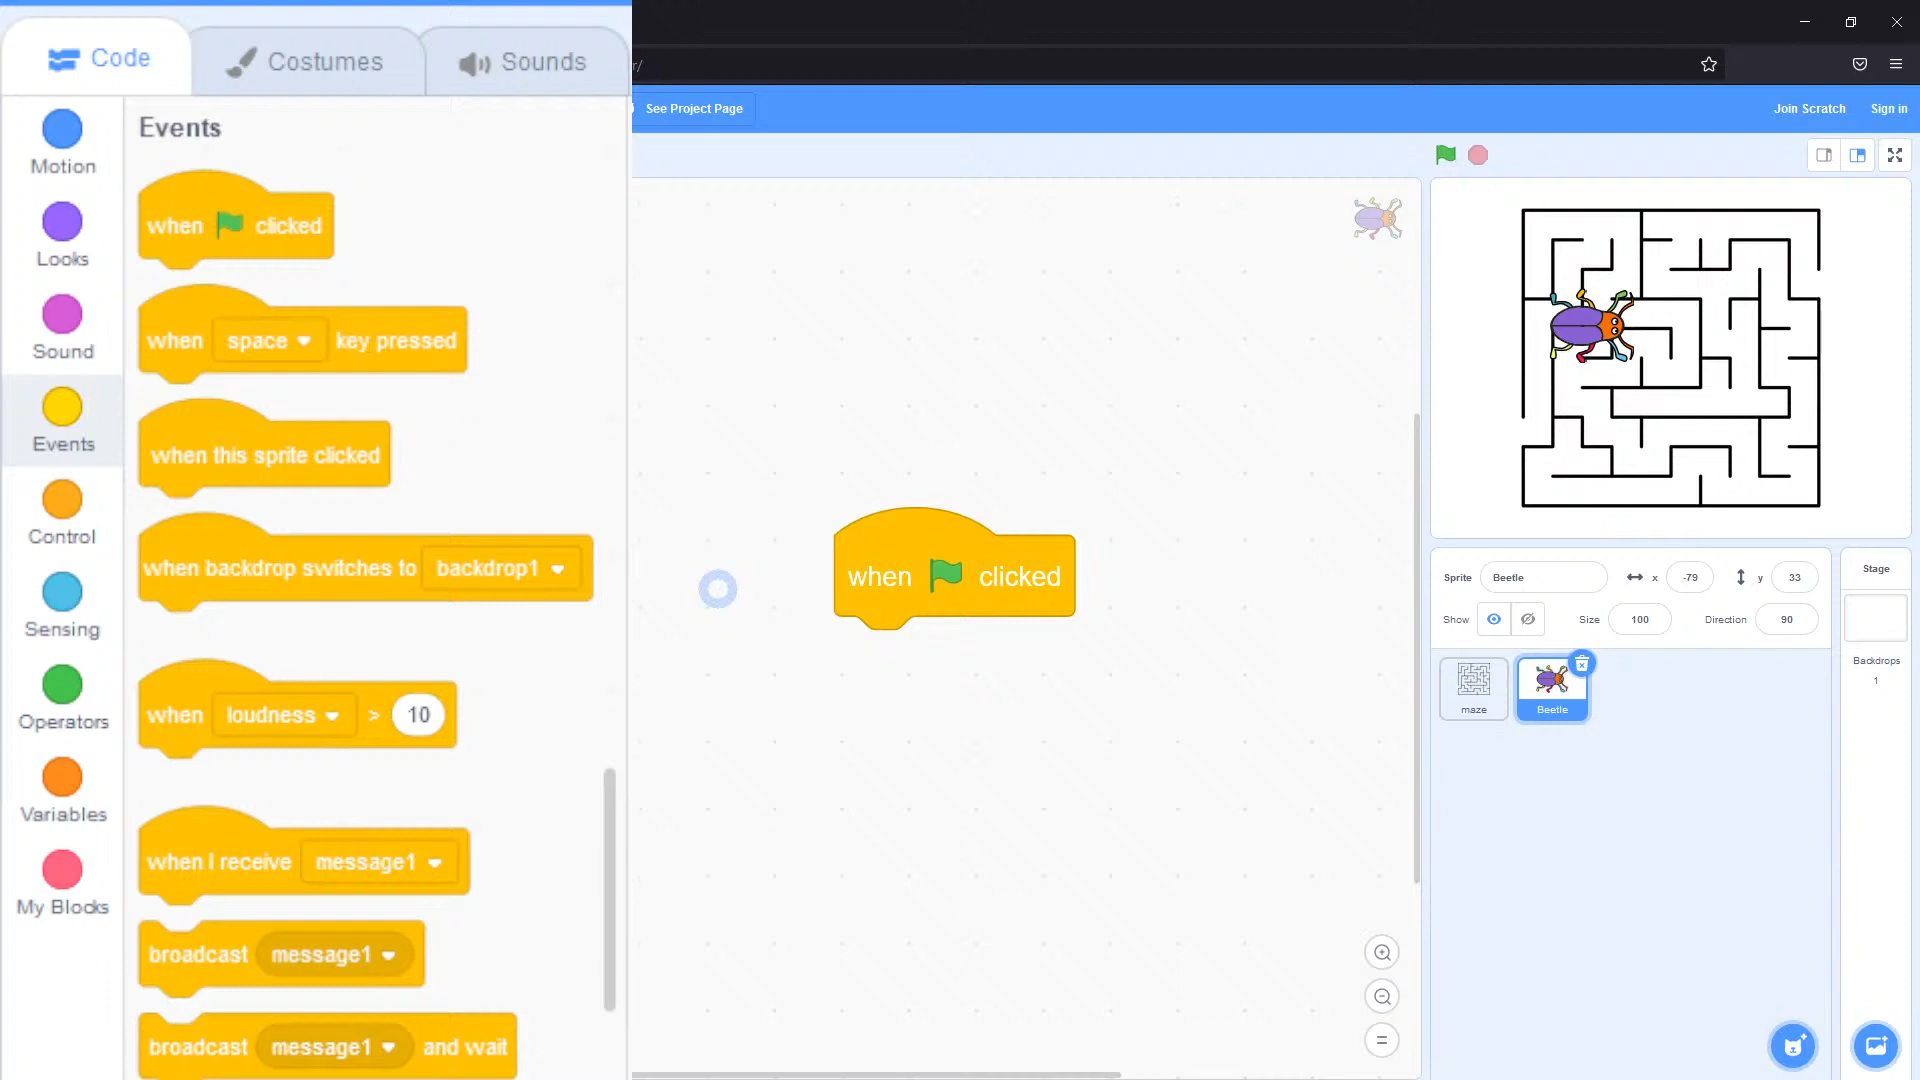 Code
Costumes
Sounds
r/
See Project Page
Join Scratch
Sign in
Motion
Looks
Sound
Events
Control
Sensing
Operators
Variables
My Blocks
Events
when clicked
when space key pressed
when this sprite clicked
when backdrop switches to backdrop1
when loudness > 10
when I receive message1
broadcast message1
broadcast message1 and wait
when clicked
Sprite Beetle x -79 y 33
Show Size 100 Direction 90
maze
Beetle
Stage
Backdrops
1